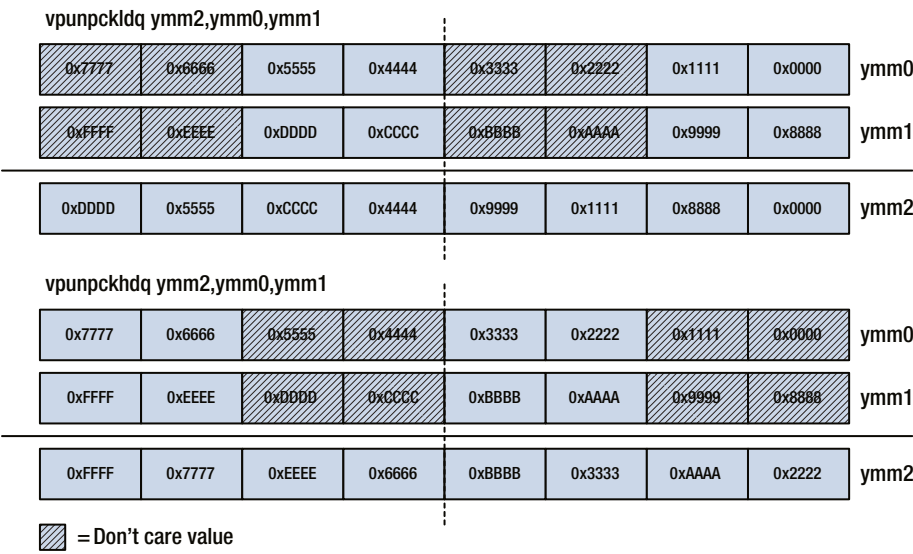 vpunpckldq ymm2,ymm0,ymm1
0x7777 0x6666 0x5555 0x4444 0x3333 0x2222 0x1111 0x0000 ymm0
0xFFFF 0xEEEE 0xDDDD 0xCCCC 0xBBBB 0xAAAA 0x9999 0x8888 ymm1
0xDDDD 0x5555 0xCCCC 0x4444 0x9999 0x1111 0x8888 0x0000 ymm2
vpunpckhdq ymm2,ymm0,ymm1
0x7777 0x6666 0x5555 0x4444 0x3333 0x2222 0x1111 0x0000 ymm0
0xFFFF 0xEEEE 0xDDDD 0xCCCC 0xBBBB 0xAAAA 0x9999 0x8888 ymm1
0xFFFF 0x7777 0xEEEE 0x6666 0xBBBB 0x3333 0xAAAA 0x2222 ymm2
= Don't care value